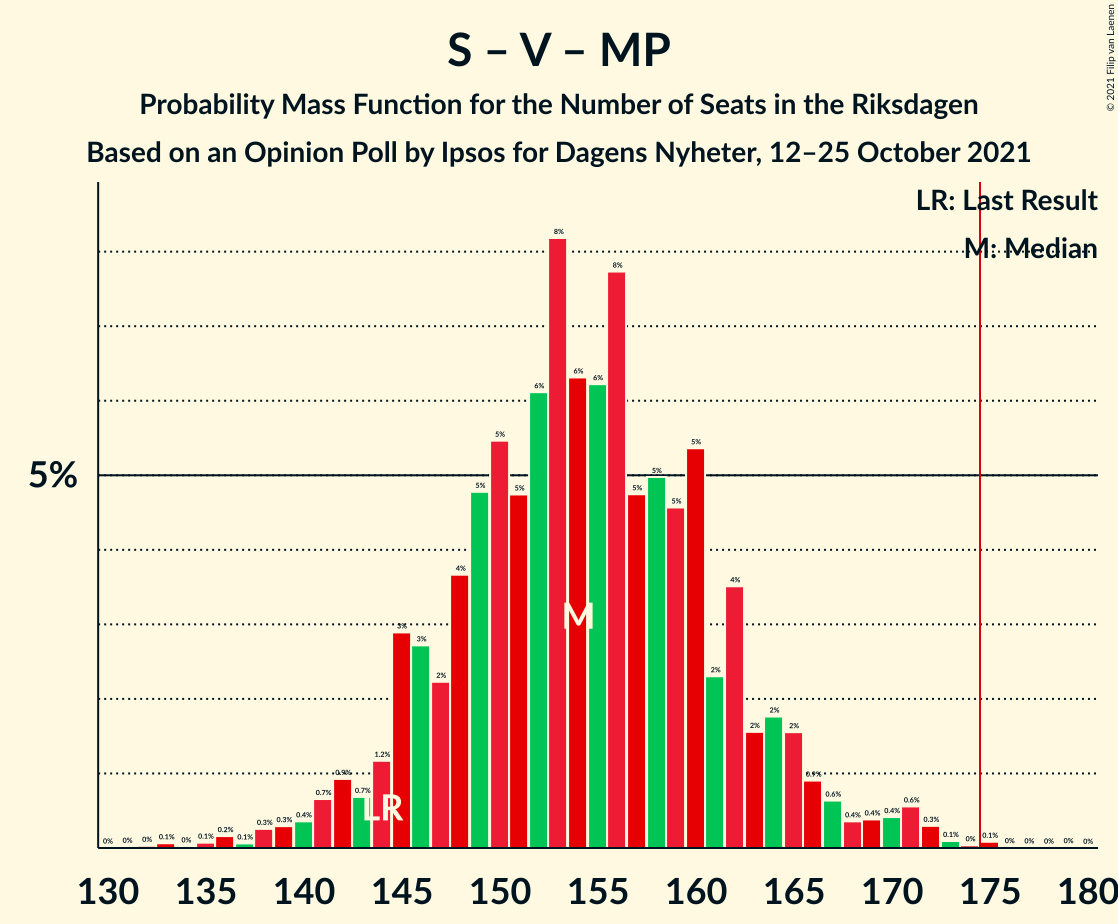 © 2021 Filip van Laenen
S – V – MP
Probability Mass Function for the Number of Seats in the Riksdagen
Based on an Opinion Poll by Ipsos for Dagens Nyheter, 12–25 October 2021
LR: Last Result
M: Median
5%
0% 0% 0% 0.1% 0% 0.1% 0.2% 0.1% 0.3% 0.3% 0.4% 0.7% 0.9% 0.7% 1.2% 3% 3% 2% 4% 5% 5% 5% 6% 8% 6% 6% 8% 5% 5% 5% 5% 2% 4% 2% 2% 2% 0.9% 0.6% 0.4% 0.4% 0.4% 0.6% 0.3% 0.1% 0% 0.1% 0% 0% 0% 0% 0%
M
LR
130 135 140 145 150 155 160 165 170 175 180